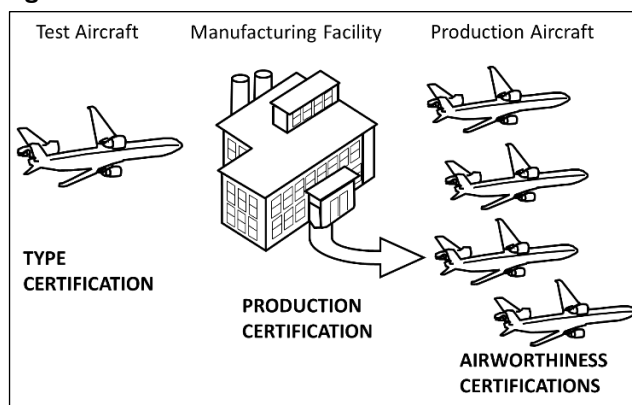 Test Aircraft
Manufacturing Facility
Production Aircraft
TYPE
CERTIFICATION
PRODUCTION
CERTIFICATION
AIRWORTHINESS
CERTIFICATIONS